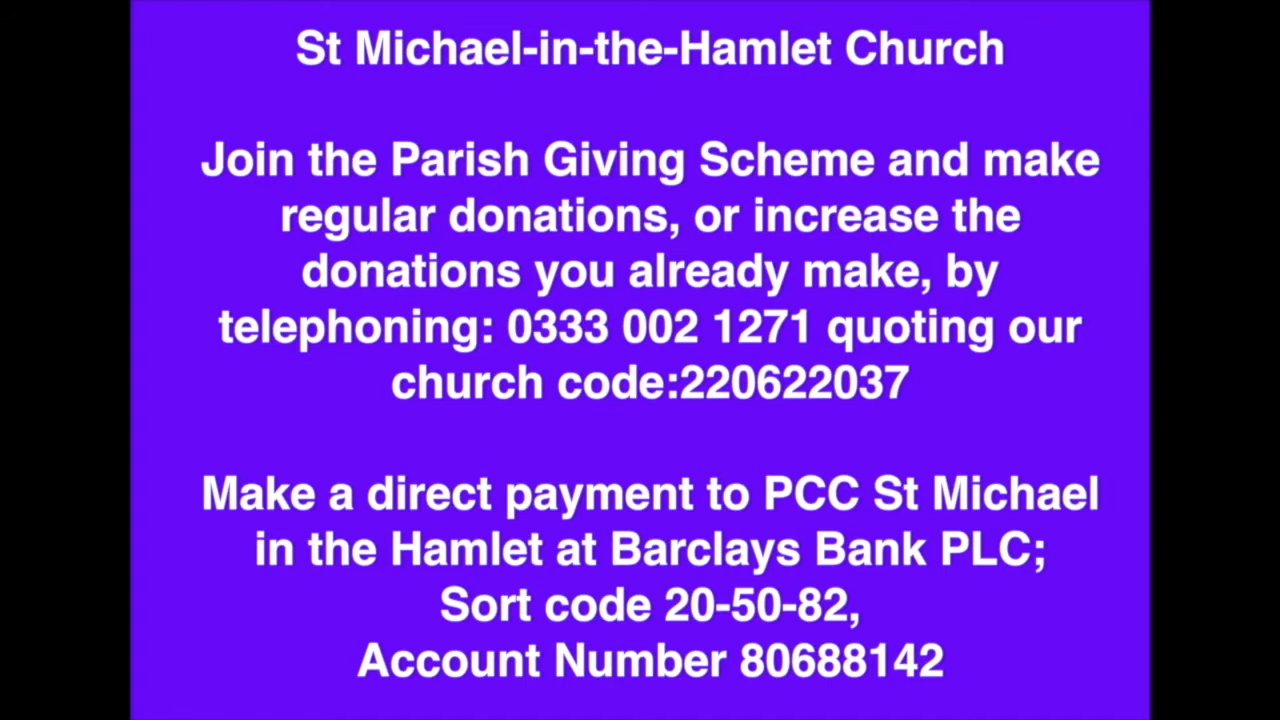 St Michael-in-the-Hamlet Church
Join the Parish Giving Scheme and make
regular donations, or increase the
donations you already make, by
telephoning: 0333 002 1271 quoting our
church code:220622037
Make a direct payment to PCC St Michael
in the Hamlet at Barclays Bank PLC;
Sort code 20-50-82,
Account Number 80688142